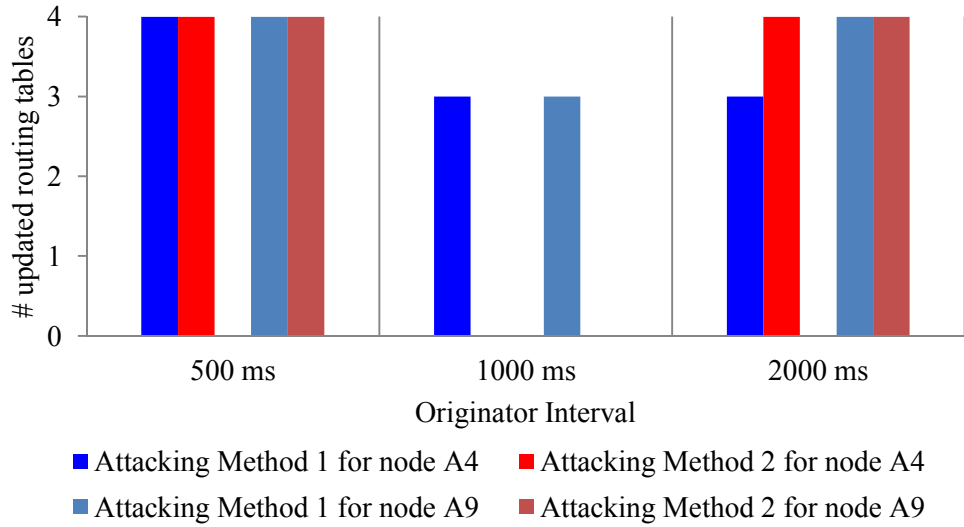 4
3
2
1
0
# updated routing tables
500 ms 1000 ms 2000 ms
Originator Interval
Attacking Method 1 for node A4 Attacking Method 2 for node A4
Attacking Method 1 for node A9 Attacking Method 2 for node A9